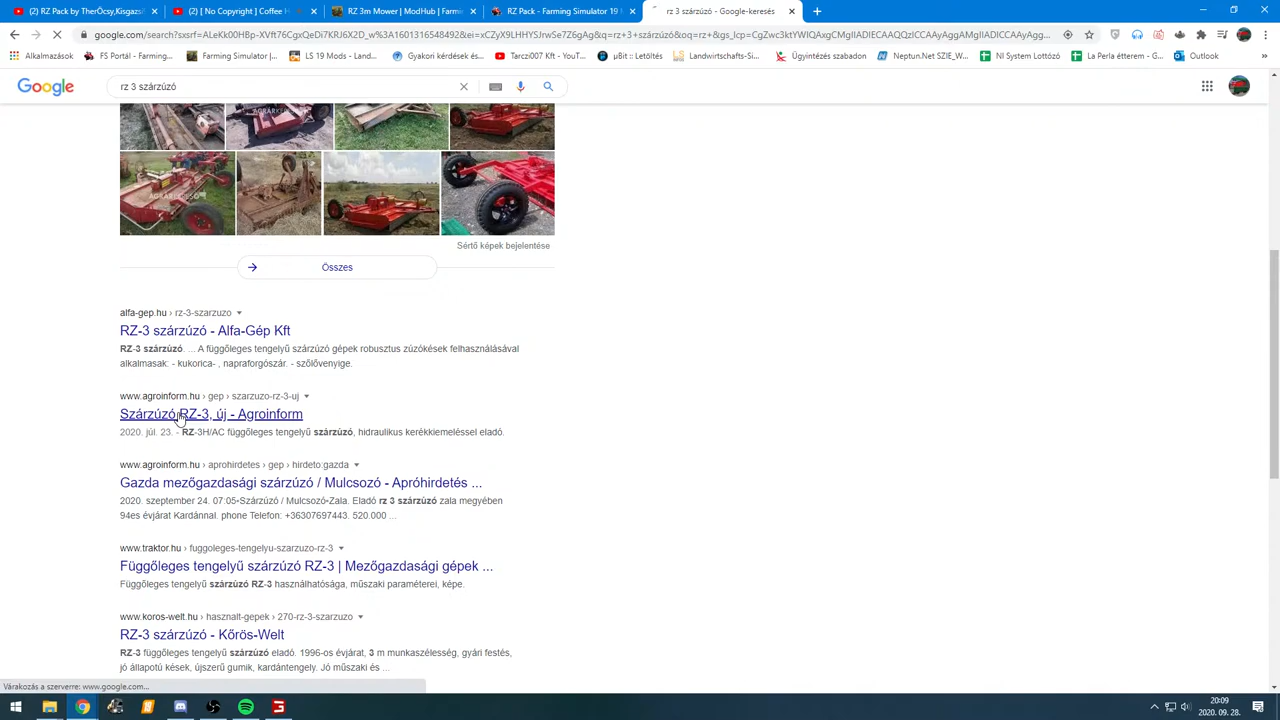 (2) RZ Pack by TherÖcsy,Kisgazsi
(2) [ No Copyright ] Coffee H
RZ 3m Mower | ModHub | Farmin
RZ Pack - Farming Simulator 19 M
rz 3 szárzúzó - Google-keresés
google.com/search?sxsrf=ALeKk00HBp-XVft76CgxQeDi7KRJ6X2D_w%3A1601316548492&ei=xCZyX9LHHYSJrwSe7Z6gAg&q=rz+3+szárzúzó&oq=rz+&gs_lcp=CgZwc3ktYWIQAxgCMgIIADIECAAQQzICCAAyAggAMgIIADICCAAyAgg...
Alkalmazások
FS Portál - Farming...
Farming Simulator |...
LS 19 Mods - Land...
Gyakori kérdések és...
Tarczi007 Kft - YouT...
µBit :: Letöltés
Landwirtschafts-Si...
Ügyintézés szabadon
Neptun.Net SZIE_W...
NI System Lottózó
La Perla étterem – G...
Outlook
»
Google
rz 3 szárzúzó
AGRÁRKERESŐ
Sértő képek bejelentése
Összes
alfa-gep.hu › rz-3-szarzuzo
RZ-3 szárzúzó - Alfa-Gép Kft
RZ-3 szárzúzó. ... A függőleges tengelyű szárzúzó gépek robusztus zúzókések felhasználásával
alkalmasak: - kukorica- , napraforgószár. - szőlővenyige.
www.agroinform.hu › gep › szarzuzo-rz-3-uj
Szárzúzó RZ-3, új - Agroinform
2020. júl. 23. - RZ-3H/AC függőleges tengelyű szárzúzó, hidraulikus kerékkiemeléssel eladó.
www.agroinform.hu › aprohirdetes › gep › hirdeto:gazda
Gazda mezőgazdasági szárzúzó / Mulcsozó - Apróhirdetés ...
2020. szeptember 24. 07:05•Szárzúzó / Mulcsozó•Zala. Eladó rz 3 szárzúzó zala megyében
94es évjárat Kardánnal. phone Telefon: +36307697443. 520.000 ...
www.traktor.hu › fuggoleges-tengelyu-szarzuzo-rz-3
Függőleges tengelyű szárzúzó RZ-3 | Mezőgazdasági gépek ...
Függőleges tengelyű szárzúzó RZ-3 használhatósága, műszaki paraméterei, képe.
www.koros-welt.hu › hasznalt-gepek › 270-rz-3-szarzuzo
RZ-3 szárzúzó - Kőrös-Welt
RZ-3 függőleges tengelyű szárzúzó eladó. 1996-os évjárat, 3 m munkaszélesség, gyári festés,
jó állapotú kések, újszerű gumik, kardántengely. Jó műszaki és ...
Várakozás a szerverre: www.google.com...
20:09
2020. 09. 28.